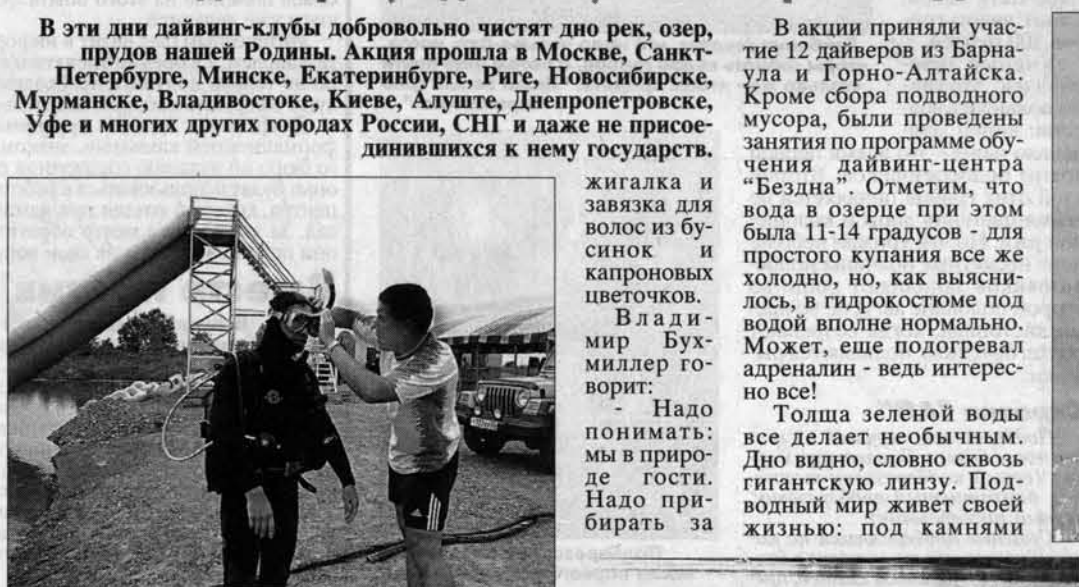 В эти дни дайвинг-клубы добровольно чистят дно рек, озер,
прудов нашей Родины. Акция прошла в Москве, Санкт-
Петербурге, Минске, Екатеринбурге, Риге, Новосибирске,
Мурманске, Владивостоке, Киеве, Алуште, Днепропетровске,
Уфе и многих других городах России, СНГ и даже не присое-
динившихся к нему государств.
жигалка и
завязка для
волос из бу-
синок и
капроновых
цветочков.
Влади-
мир Бух-
миллер го-
ворит:
- Надо
понимать:
мы в приро-
де гости.
Надо при-
бирать за
В акции приняли учас-
тие 12 дайверов из Барна-
ула и Горно-Алтайска.
Кроме сбора подводного
мусора, были проведены
занятия по программе обу-
чения дайвинг-центра
“Бездна”. Отметим, что
вода в озерце при этом
была 11-14 градусов - для
простого купания все же
холодно, но, как выясни-
лось, в гидрокостюме под
водой вполне нормально.
Может, еще подогревал
адреналин - ведь интерес-
но все!
Толща зеленой воды
все делает необычным.
Дно видно, словно сквозь
гигантскую линзу. Под-
водный мир живет своей
жизнью: под камнями